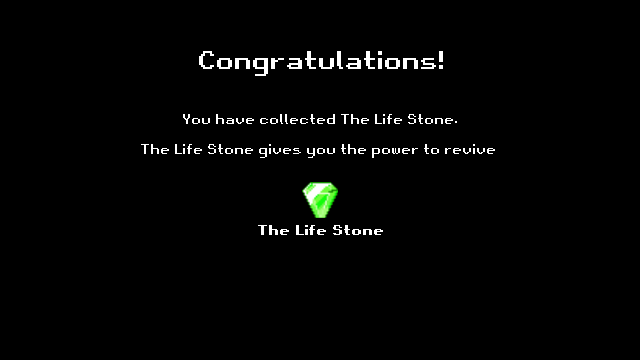 Congratulations!
You have collected The Life Stone.
The Life Stone gives you the power to revive
The Life Stone